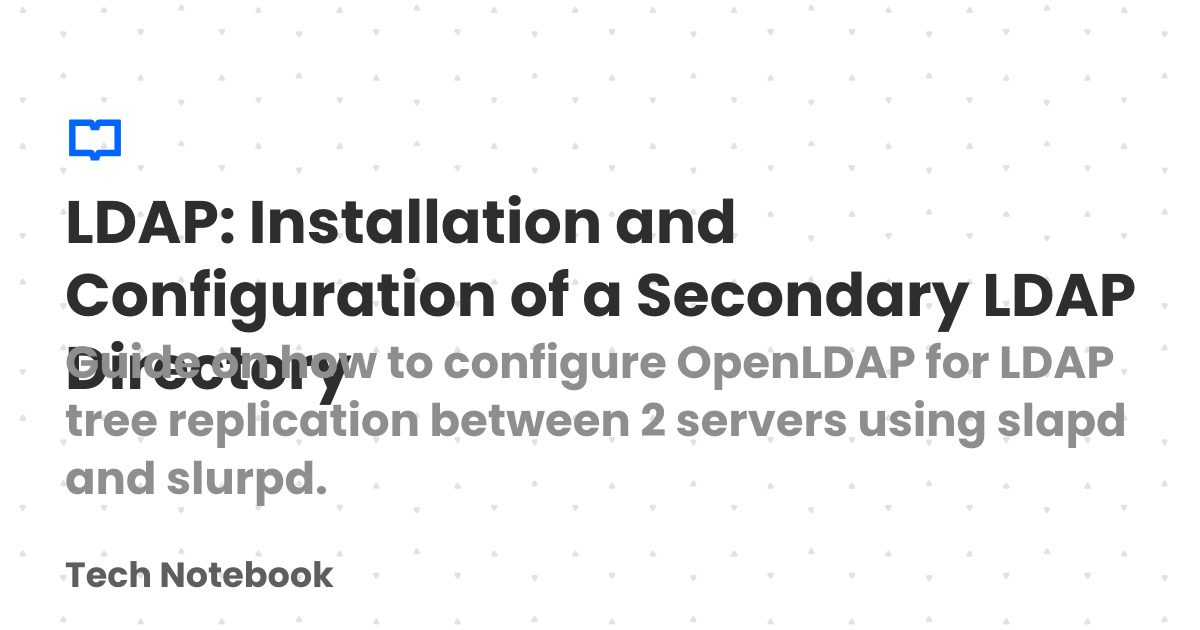 LDAP: Installation and
Configuration of a Secondary LDAP
Directory
Guide on how to configure OpenLDAP for LDAP
tree replication between 2 servers using slapd
and slurpd.
Tech Notebook